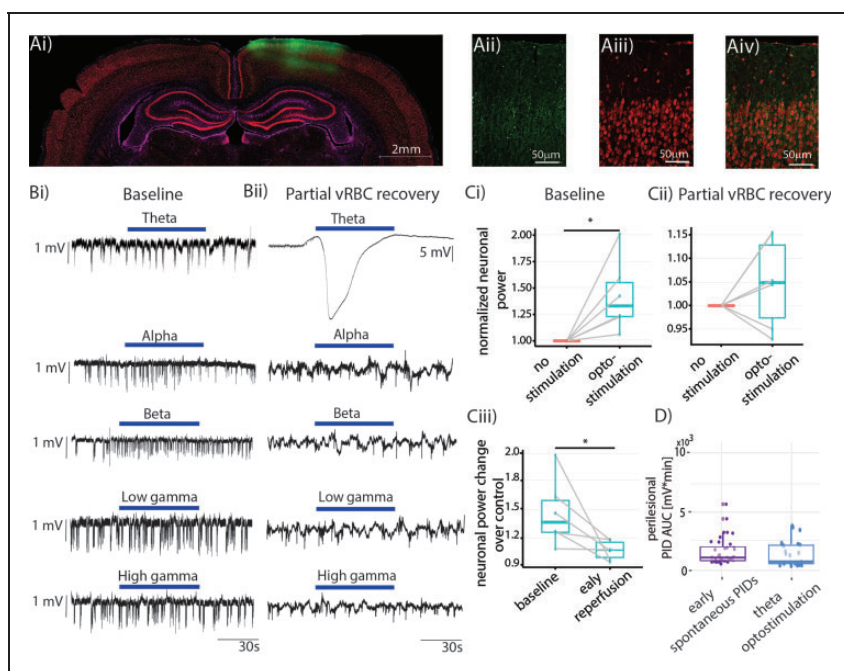 Ai)
2mm
Aii)
50μm
Aiii)
50μm
Aiv)
50μm
Bi) Baseline
Theta
1 mV
Alpha
1 mV
Beta
1 mV
Low gamma
1 mV
High gamma
1 mV
30s
Bii) Partial vRBC recovery
Theta
5 mV
Alpha
Beta
Low gamma
High gamma
30s
Ci) Baseline
*
normalized neuronal
power
2.00
1.75
1.50
1.25
1.00
no
stimulation
opto-
stimulation
Cii) Partial vRBC recovery
1.15
1.10
1.05
1.00
0.95
no
stimulation
opto-
stimulation
Ciii)
*
neuronal power change
over control
2.0
1.5
1.2
0.9
baseline
ealy
reperfusion
D)
x10³
perilesional
PID AUC [mV*min]
10
5
0
early
spontaneous PIDs
theta
optostimulation